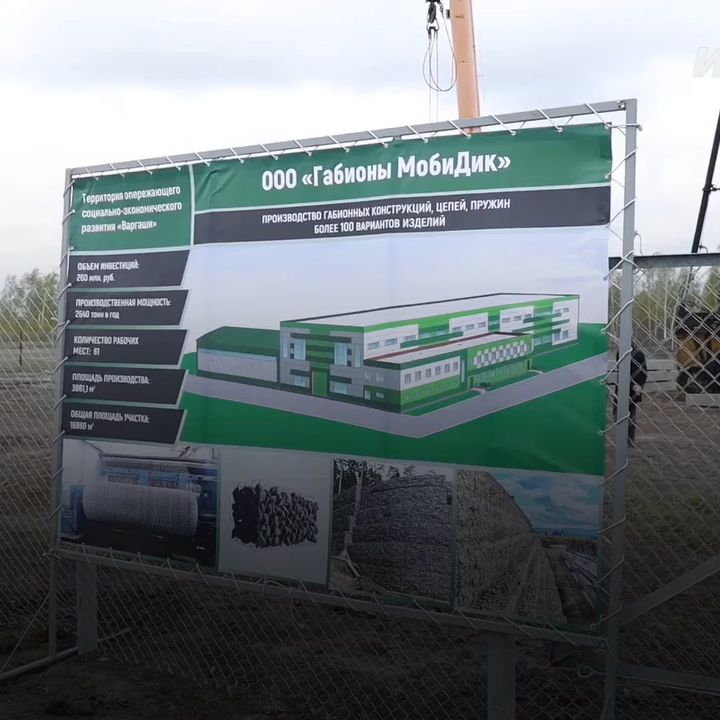 ООО «Габионы МобиДик»
Территория опережающего
социально-экономического
развития «Варгаши»
ПРОИЗВОДСТВО ГАБИОННЫХ КОНСТРУКЦИЙ, ЦЕПЕЙ, ПРУЖИН
БОЛЕЕ 100 ВАРИАНТОВ ИЗДЕЛИЙ
ОБЪЕМ ИНВЕСТИЦИЙ:
260 млн. руб.
ПРОИЗВОДСТВЕННАЯ МОЩНОСТЬ:
2640 тонн в год
КОЛИЧЕСТВО РАБОЧИХ
МЕСТ: 61
ПЛОЩАДЬ ПРОИЗВОДСТВА:
3861,1 м²
ОБЩАЯ ПЛОЩАДЬ УЧАСТКА:
16860 м²